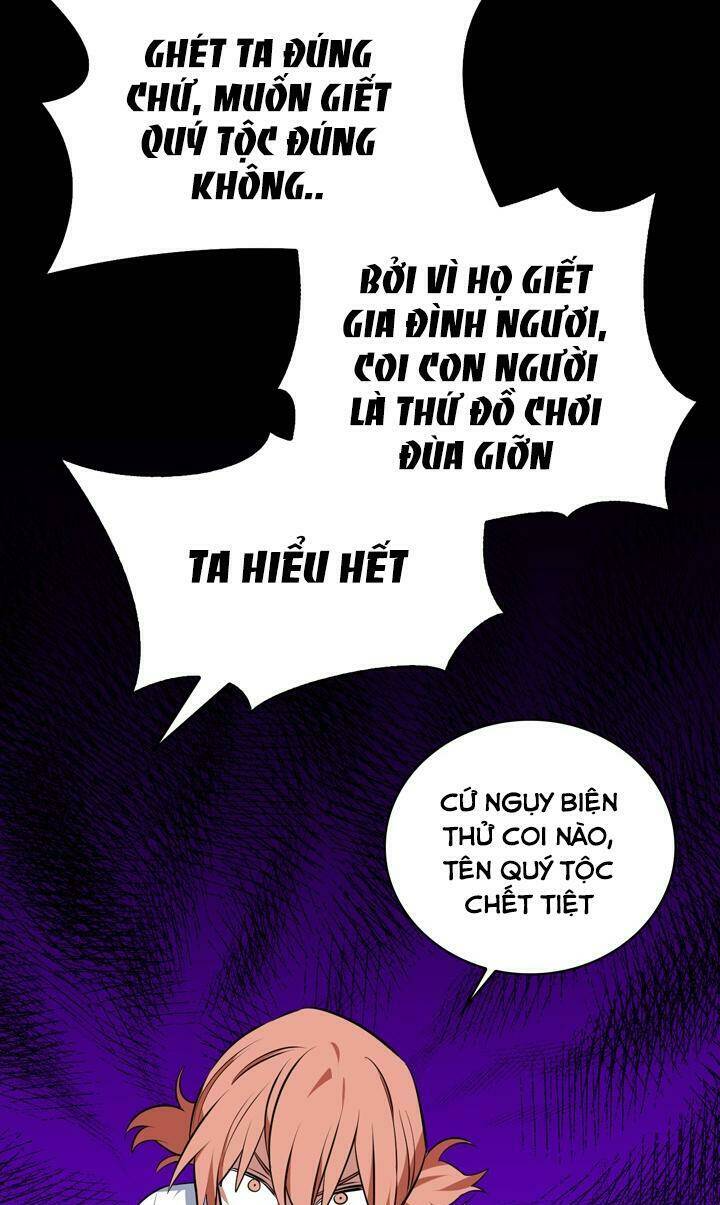 GHÉT TA ĐÚNG
CHỨ, MUỐN GIẾT
QUÝ TỘC ĐÚNG
KHÔNG..
BỞI VÌ HỌ GIẾT
GIA ĐÌNH NGƯƠI,
COI CON NGƯỜI
LÀ THỨ ĐỒ CHƠI
ĐÙA GIỠN
TA HIỂU HẾT
CỨ NGỤY BIỆN
THỬ COI NÀO,
TÊN QUÝ TỘC
CHẾT TIỆT